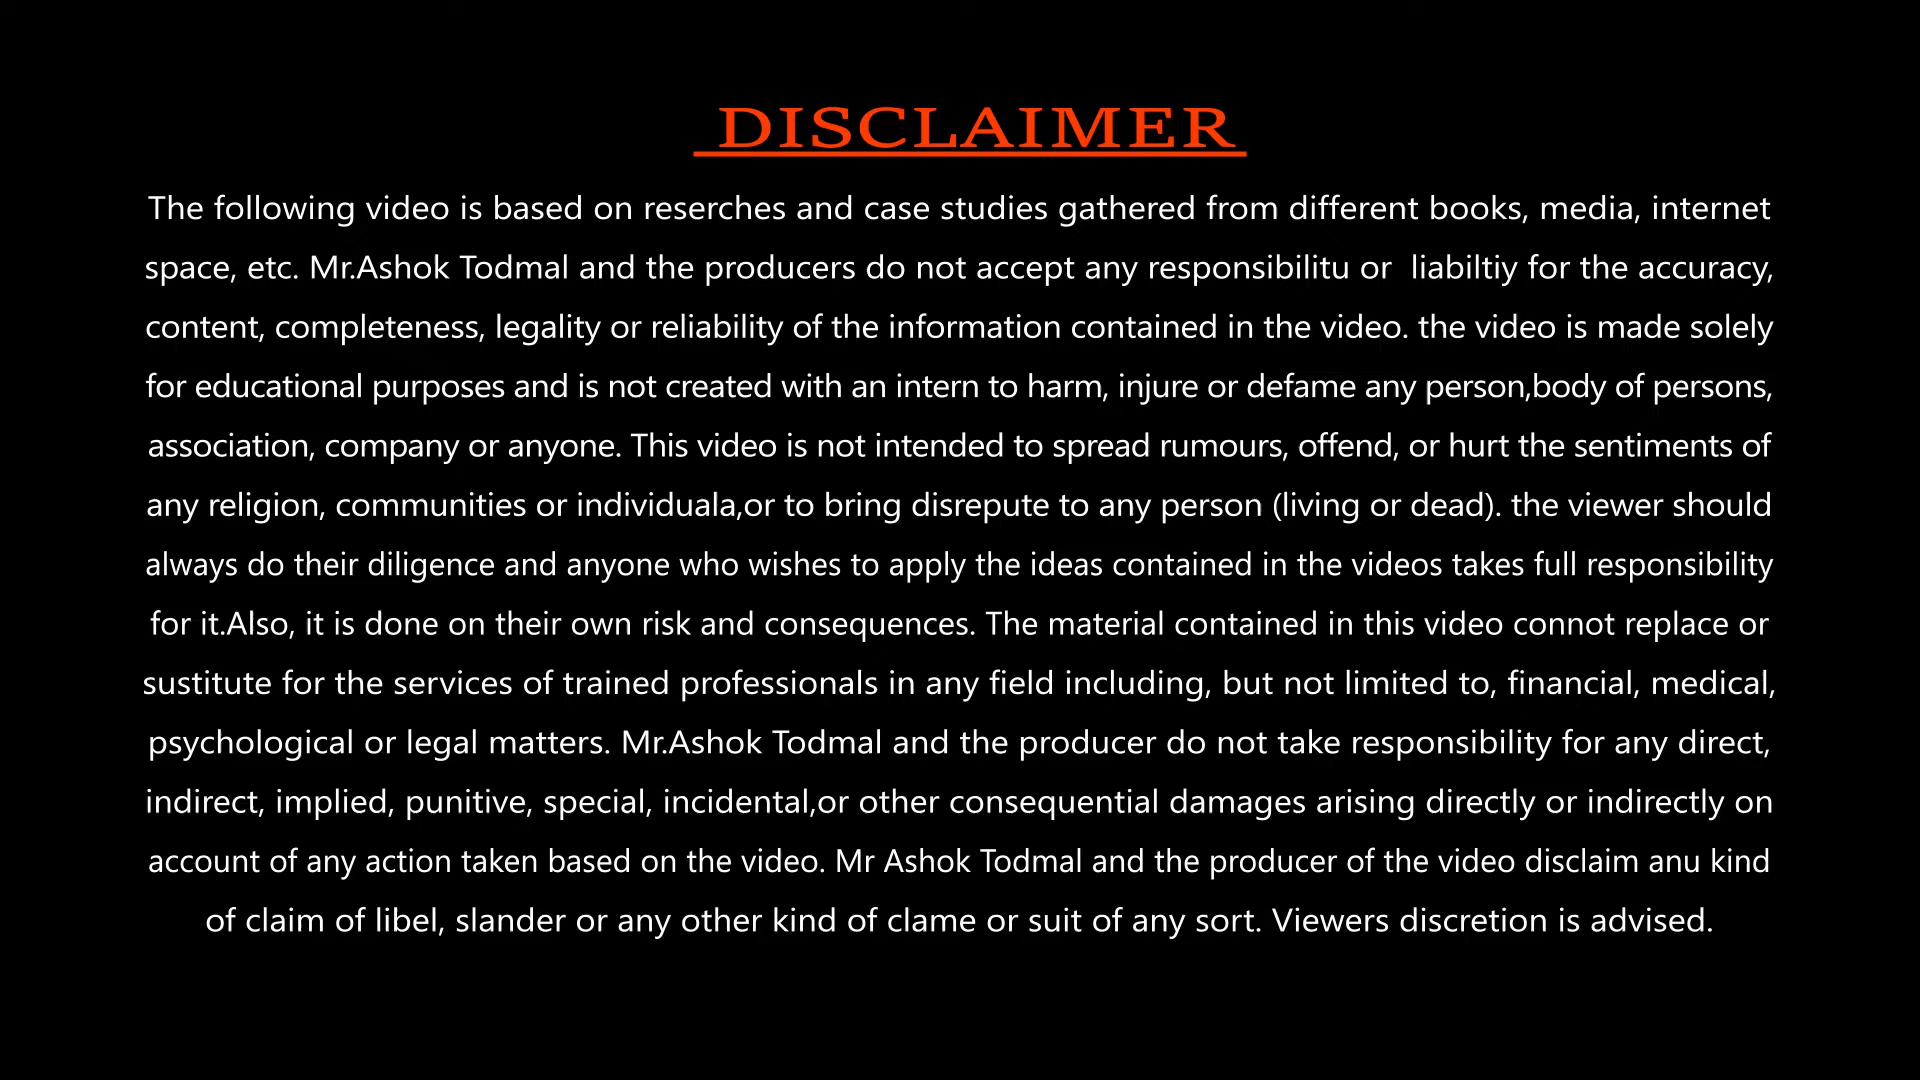 DISCLAIMER
The following video is based on reserches and case studies gathered from different books, media, internet
space, etc. Mr.Ashok Todmal and the producers do not accept any responsibilitu or liabiltiy for the accuracy,
content, completeness, legality or reliability of the information contained in the video. the video is made solely
for educational purposes and is not created with an intern to harm, injure or defame any person,body of persons,
association, company or anyone. This video is not intended to spread rumours, offend, or hurt the sentiments of
any religion, communities or individuala,or to bring disrepute to any person (living or dead). the viewer should
always do their diligence and anyone who wishes to apply the ideas contained in the videos takes full responsibility
for it.Also, it is done on their own risk and consequences. The material contained in this video connot replace or
sustitute for the services of trained professionals in any field including, but not limited to, financial, medical,
psychological or legal matters. Mr.Ashok Todmal and the producer do not take responsibility for any direct,
indirect, implied, punitive, special, incidental,or other consequential damages arising directly or indirectly on
account of any action taken based on the video. Mr Ashok Todmal and the producer of the video disclaim anu kind
of claim of libel, slander or any other kind of clame or suit of any sort. Viewers discretion is advised.